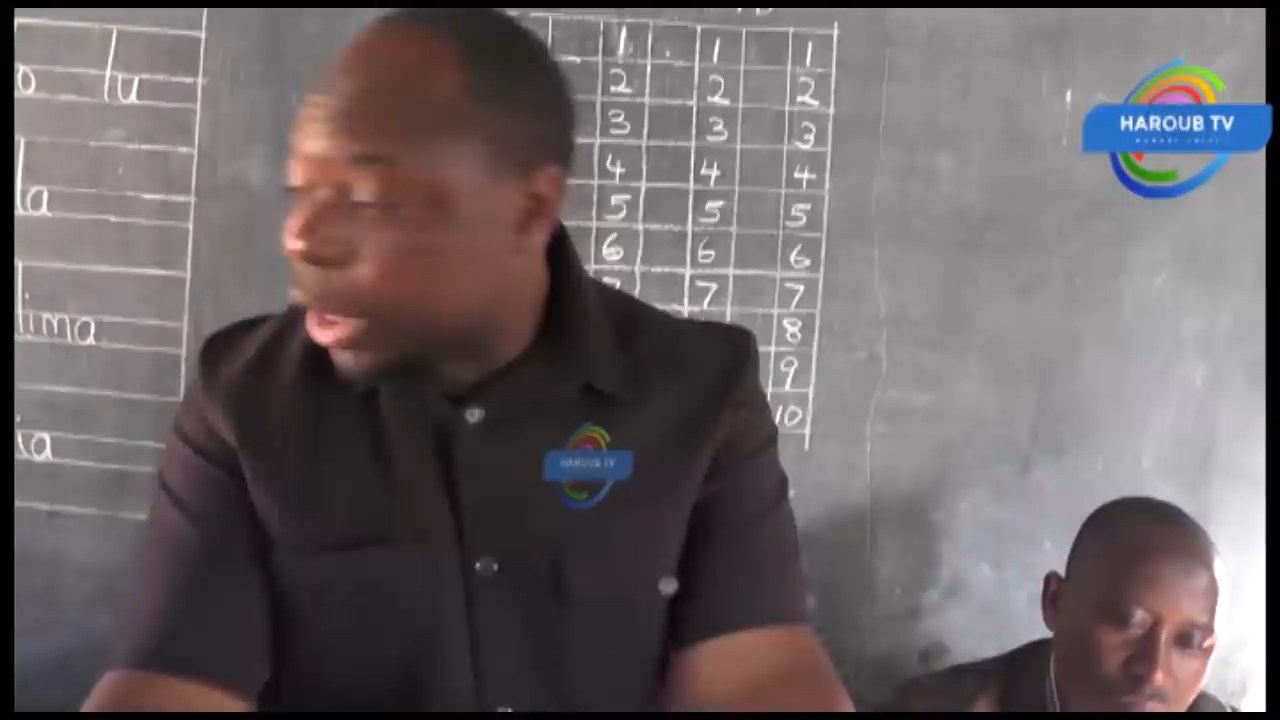 1 1 1
o lu
2 2 2
HAROUB TV
3 3 3
4 4 4
la
5 5 5
6 6 6
7 7
lima
8
9
10
ia
HAROUB TV